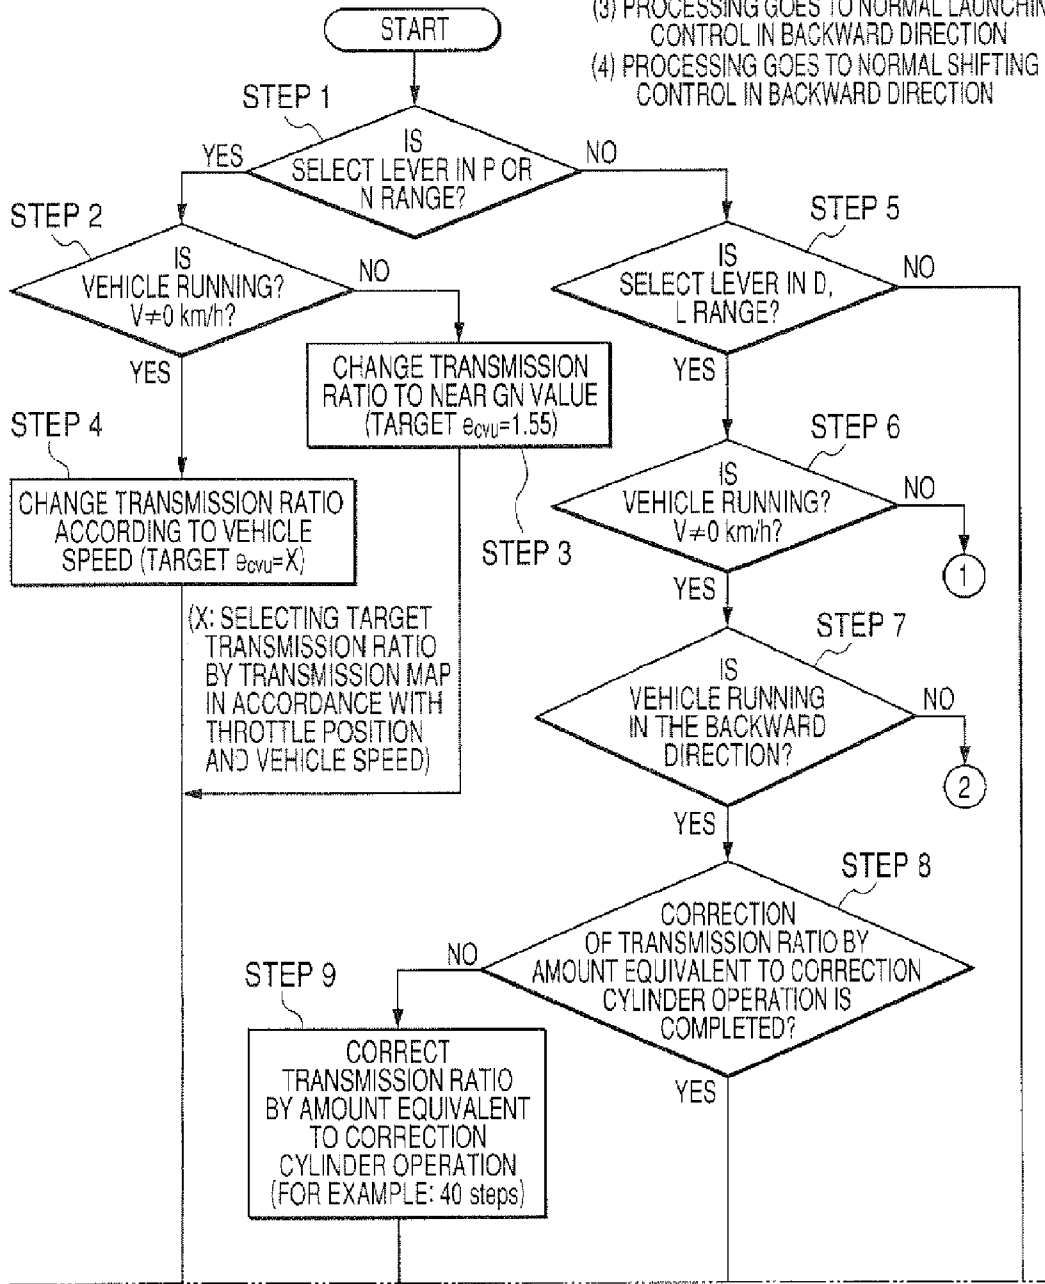 (3) PROCESSING GOES TO NORMAL LAUNCHIN
CONTROL IN BACKWARD DIRECTION
(4) PROCESSING GOES TO NORMAL SHIFTING
CONTROL IN BACKWARD DIRECTION
START
STEP 1
IS
SELECT LEVER IN P OR
N RANGE?
YES
NO
STEP 2
IS
VEHICLE RUNNING?
V≠0 km/h?
NO
YES
STEP 5
IS
SELECT LEVER IN D,
L RANGE?
NO
YES
CHANGE TRANSMISSION
RATIO TO NEAR GN VALUE
(TARGET ecvu=1.55)
STEP 3
STEP 4
CHANGE TRANSMISSION RATIO
ACCORDING TO VEHICLE
SPEED (TARGET ecvu=X)
(X: SELECTING TARGET
TRANSMISSION RATIO
BY TRANSMISSION MAP
IN ACCORDANCE WITH
THROTTLE POSITION
AND VEHICLE SPEED)
STEP 6
IS
VEHICLE RUNNING?
V≠0 km/h?
NO
1
YES
STEP 7
IS
VEHICLE RUNNING
IN THE BACKWARD
DIRECTION?
NO
2
YES
STEP 8
CORRECTION
OF TRANSMISSION RATIO BY
AMOUNT EQUIVALENT TO CORRECTION
CYLINDER OPERATION IS
COMPLETED?
NO
YES
STEP 9
CORRECT
TRANSMISSION RATIO
BY AMOUNT EQUIVALENT
TO CORRECTION
CYLINDER OPERATION
(FOR EXAMPLE: 40 steps)